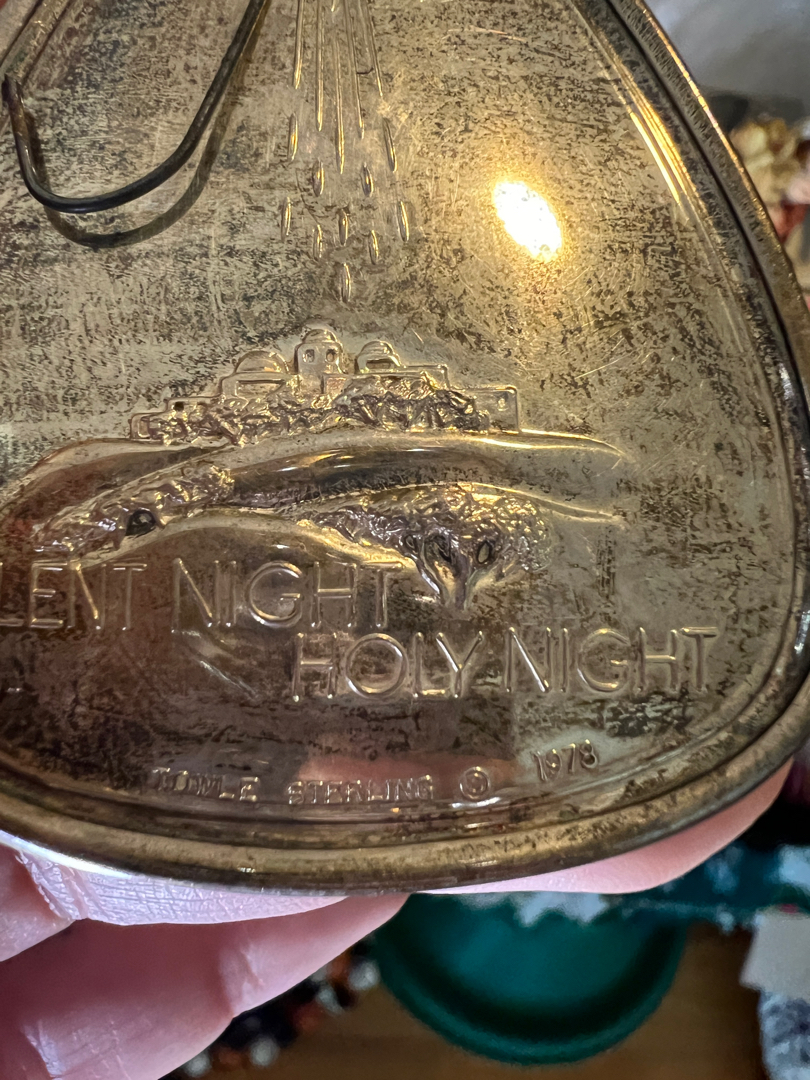 LENT NIGHT
HOLY NIGHT
TOWLE STERLING © 1978